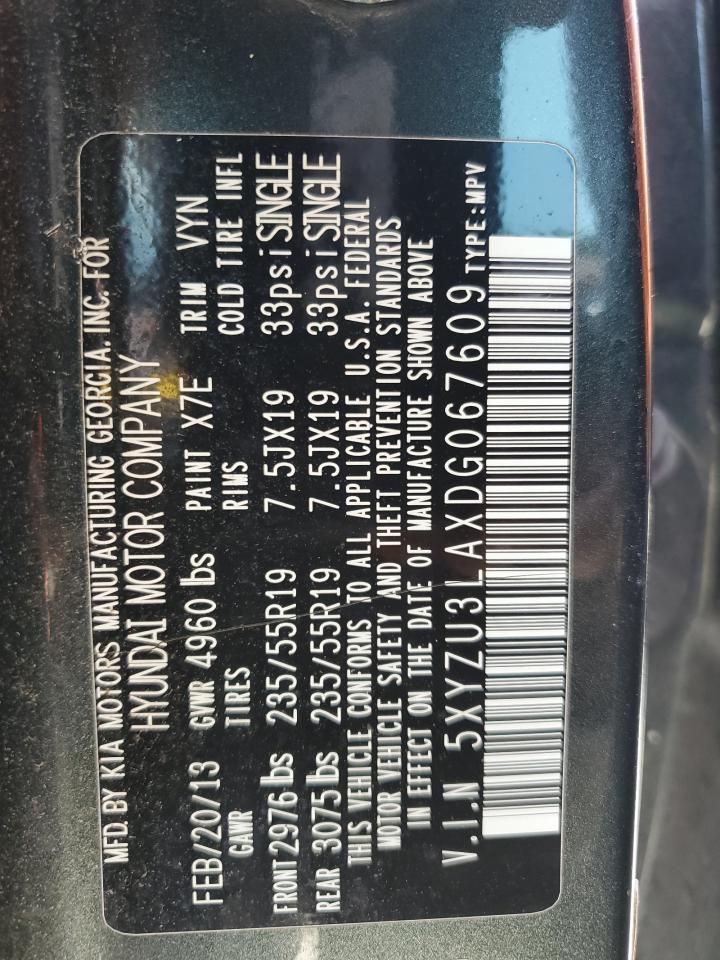 MFD. BY KIA MOTORS MANUFACTURING GEORGIA, INC. FOR
HYUNDAI MOTOR COMPANY
FEB/20/13 GVWR 4960 lbs PAINT X7E TRIM VYN
GAWR TIRES RIMS COLD TIRE INFL
FRONT 2976 lbs 235/55R19 7.5JX19 33psi SINGLE
REAR 3075 lbs 235/55R19 7.5JX19 33psi SINGLE
THIS VEHICLE CONFORMS TO ALL APPLICABLE U.S.A. FEDERAL
MOTOR VEHICLE SAFETY AND THEFT PREVENTION STANDARDS
IN EFFECT ON THE DATE OF MANUFACTURE SHOWN ABOVE
V.I.N 5XYZU3LAXDG067609 TYPE:MPV